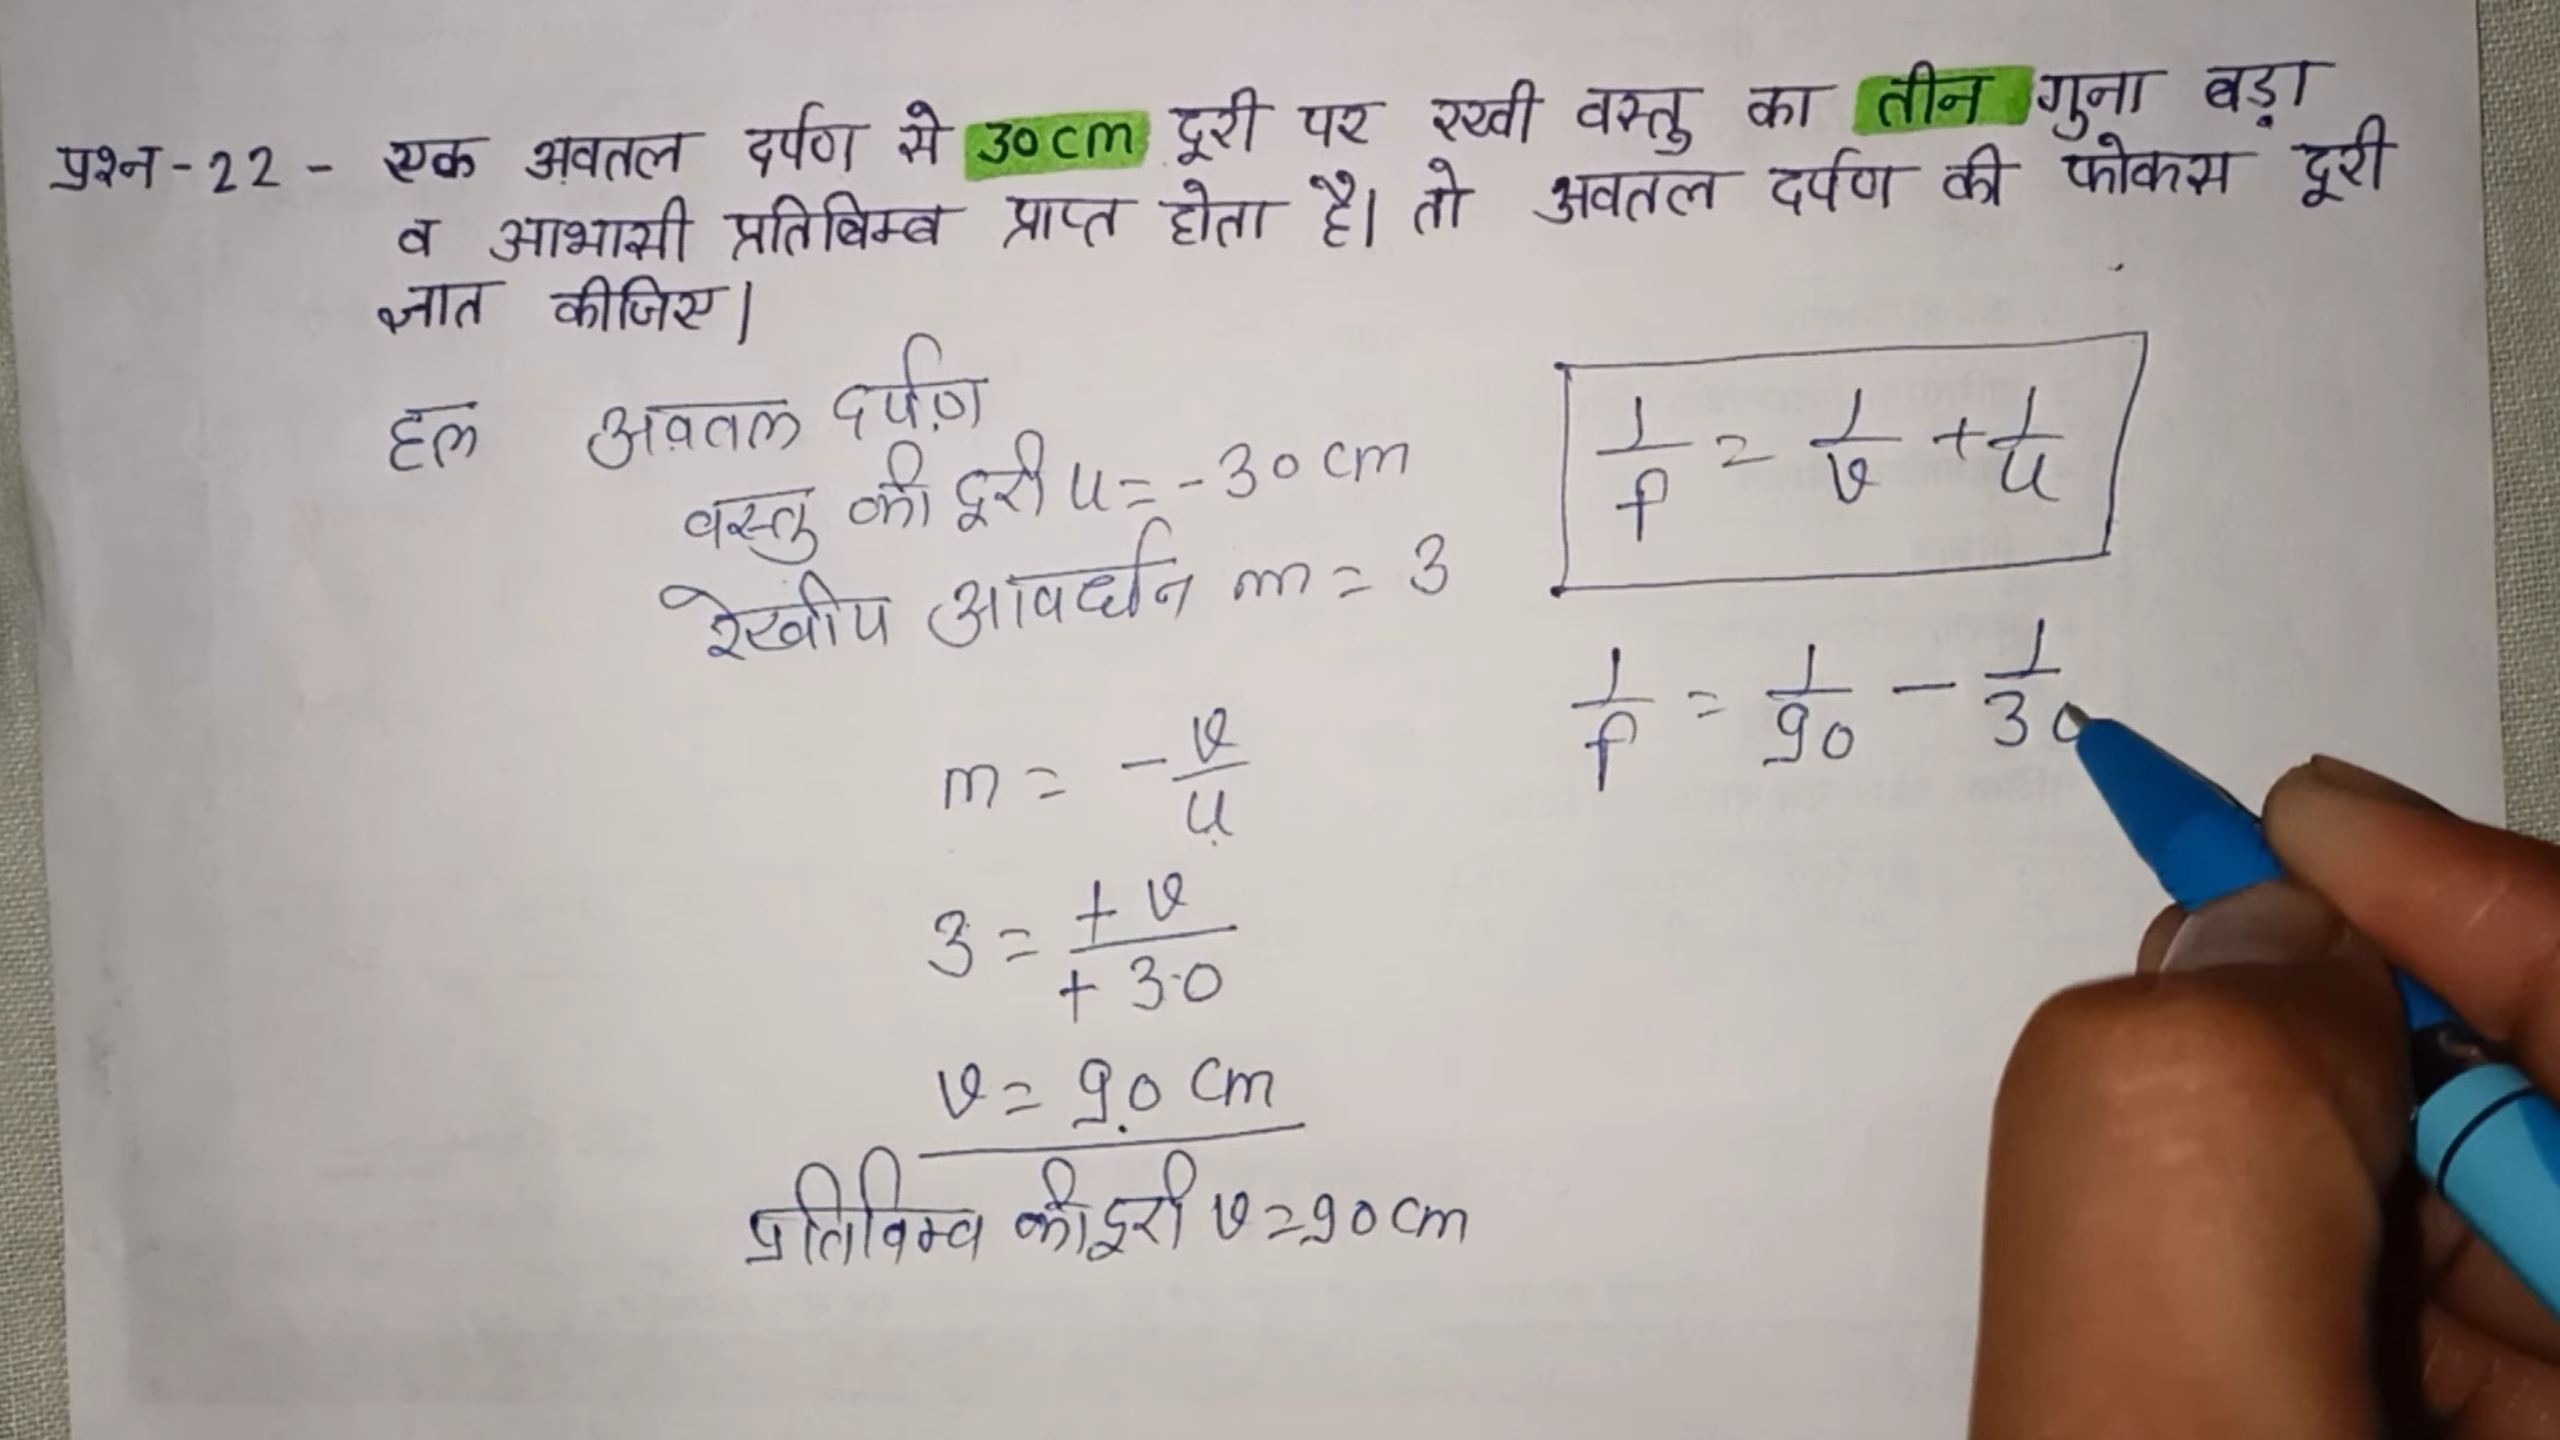 प्रश्न-22- एक अवतल दर्पण से 30cm दूरी पर रखी वस्तु का तीन गुना बड़ा
व आभासी प्रतिबिम्ब प्राप्त होता है। तो अवतल दर्पण की फोकस दूरी
ज्ञात कीजिए।
हल अवतल दर्पण
वस्तु की दूरी u = -30 cm
रेखीय आवर्धन m = 3
m = -v/u
3 = +v/+30
v = 90 cm
प्रतिबिम्ब की दूरी v = 90 cm
1/f = 1/v + 1/u
1/f = 1/90 - 1/30